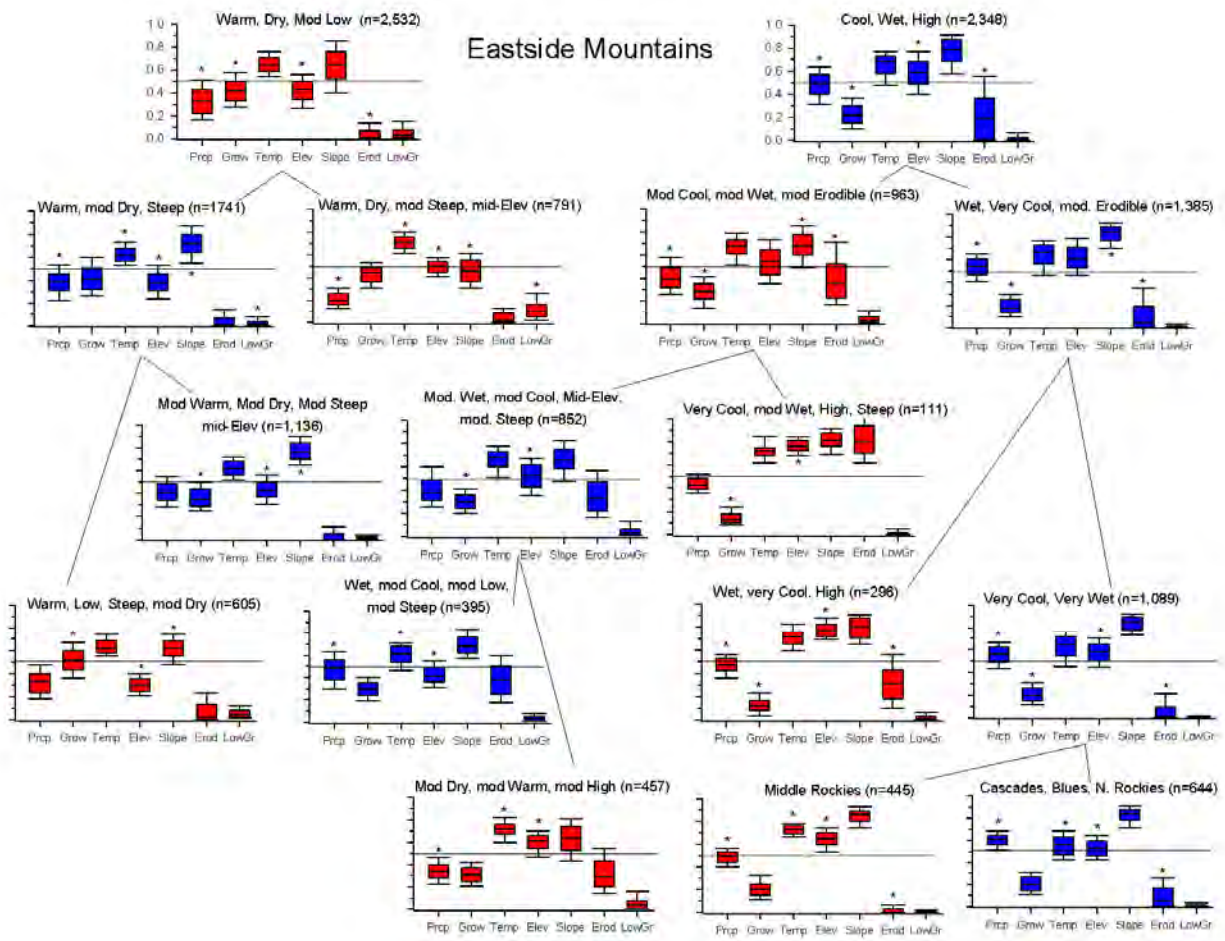 Eastside Mountains
Warm, Dry, Mod Low (n=2,532)
1.0
0.8
0.6
0.4
0.2
0.0
* * * *
Prcp Grow Temp Elev Slope Erod LowGr
Cool, Wet, High (n=2,348)
1.0
0.8
0.6
0.4
0.2
0.0
* * * *
Prcp Grow Temp Elev Slope Erod LowGr
Warm, mod Dry, Steep (n=1741)
* * * * *
Prcp Grow Temp Elev Slope Erod LowGr
Warm, Dry, mod Steep, mid-Elev (n=791)
* * * * *
Prcp Grow Temp Elev Slope Erod LowGr
Mod Cool, mod Wet, mod Erodible (n=963)
* * * *
Prcp Grow Temp Elev Slope Erod LowGr
Wet, Very Cool, mod. Erodible (n=1,385)
* * * *
Prcp Grow Temp Elev Slope Erod LowGr
Mod Warm, Mod Dry, Mod Steep
mid-Elev (n=1,136)
* * *
Prcp Grow Temp Elev Slope Erod LowGr
Mod. Wet, mod Cool, Mid-Elev,
mod. Steep (n=852)
* *
Prcp Grow Temp Elev Slope Erod LowGr
Very Cool, mod Wet, High, Steep (n=111)
* *
Prcp Grow Temp Elev Slope Erod LowGr
Warm, Low, Steep, mod Dry (n=605)
* * *
Prcp Grow Temp Elev Slope Erod LowGr
Wet, mod Cool, mod Low,
mod Steep (n=395)
* * *
Prcp Grow Temp Elev Slope Erod LowGr
Wet, very Cool. High (n=296)
* * * *
Prcp Grow Temp Elev Slope Erod LowGr
Very Cool, Very Wet (n=1,089)
* * * *
Prcp Grow Temp Elev Slope Erod LowGr
Mod Dry, mod Warm, mod High (n=457)
* * *
Prcp Grow Temp Elev Slope Erod LowGr
Middle Rockies (n=445)
* * * *
Prcp Grow Temp Elev Slope Erod LowGr
Cascades, Blues, N. Rockies (n=644)
* * * *
Prcp Grow Temp Elev Slope Erod LowGr